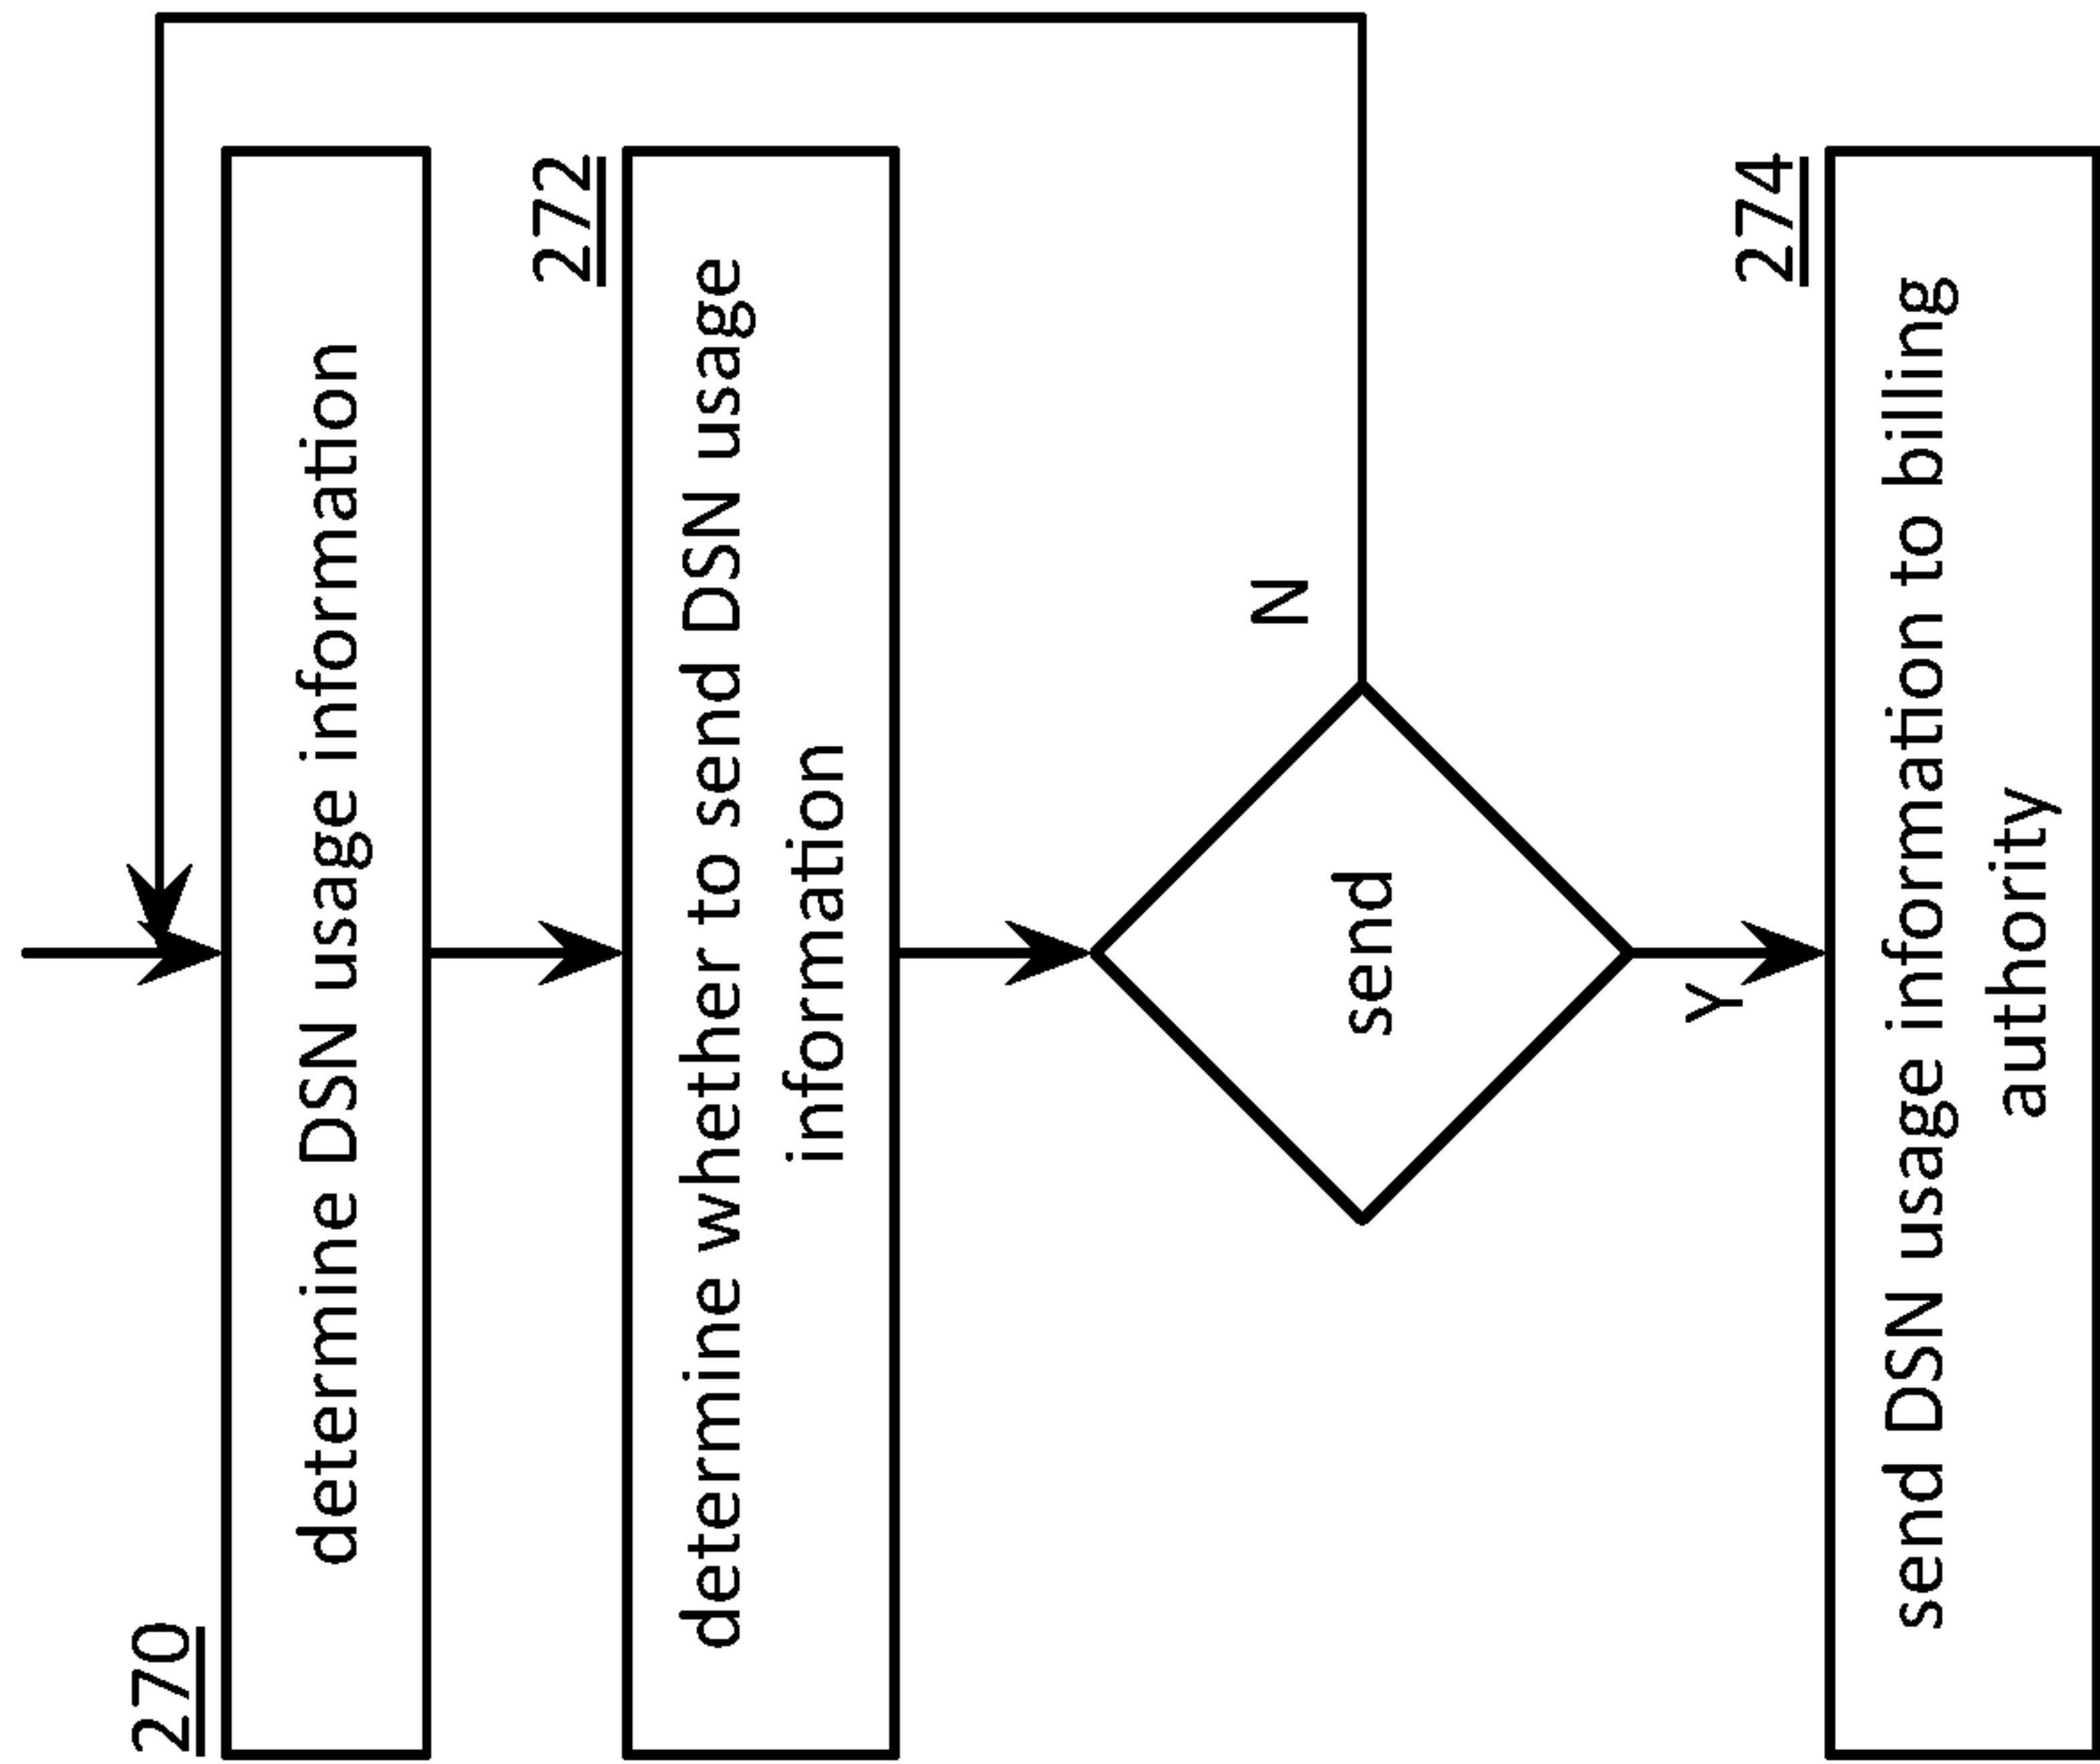 270
determine DSN usage information
272
determine whether to send DSN usage
information
send
N
Y
274
send DSN usage information to billing
authority